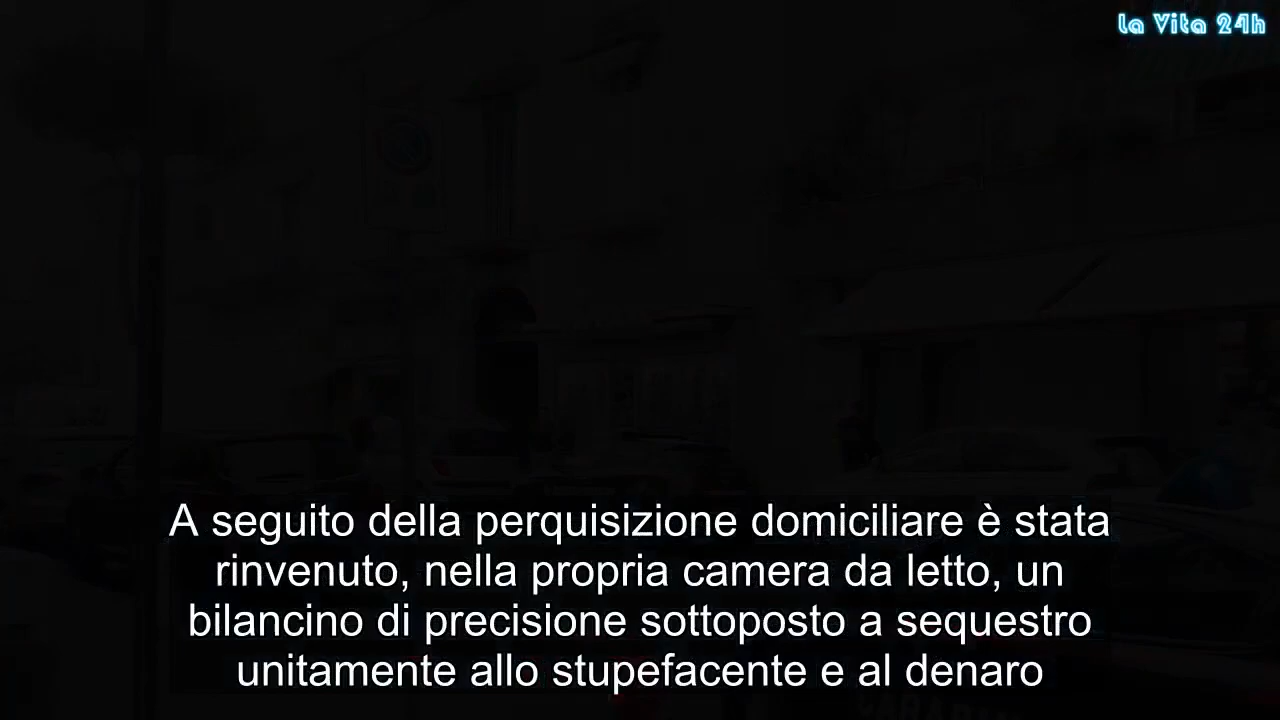 la Vita 24h
A seguito della perquisizione domiciliare è stata
rinvenuto, nella propria camera da letto, un
bilancino di precisione sottoposto a sequestro
unitamente allo stupefacente e al denaro